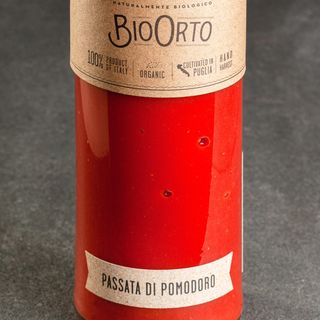 NATURALMENTE BIOLOGICO
BIOORTO
100% PRODUCT OF ITALY
ORGANIC
CULTIVATED IN PUGLIA
HAND HARVEST
PASSATA DI POMODORO